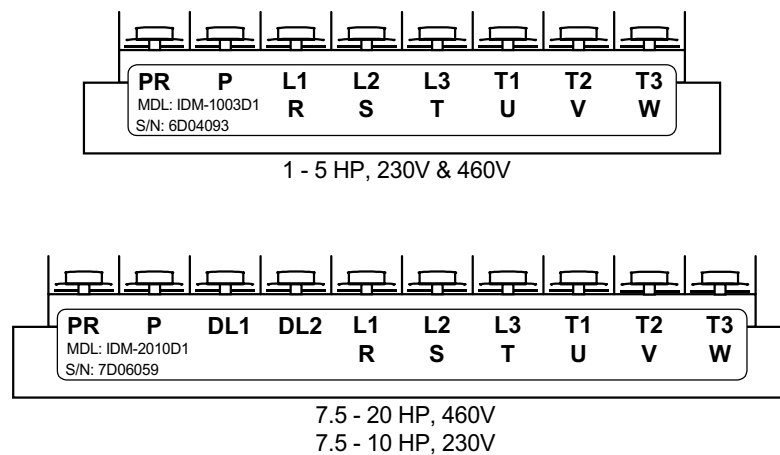 PR P L1 L2 L3 T1 T2 T3
MDL: IDM-1003D1 R S T U V W
S/N: 6D04093
1 - 5 HP, 230V & 460V
PR P DL1 DL2 L1 L2 L3 T1 T2 T3
MDL: IDM-2010D1 R S T U V W
S/N: 7D06059
7.5 - 20 HP, 460V
7.5 - 10 HP, 230V